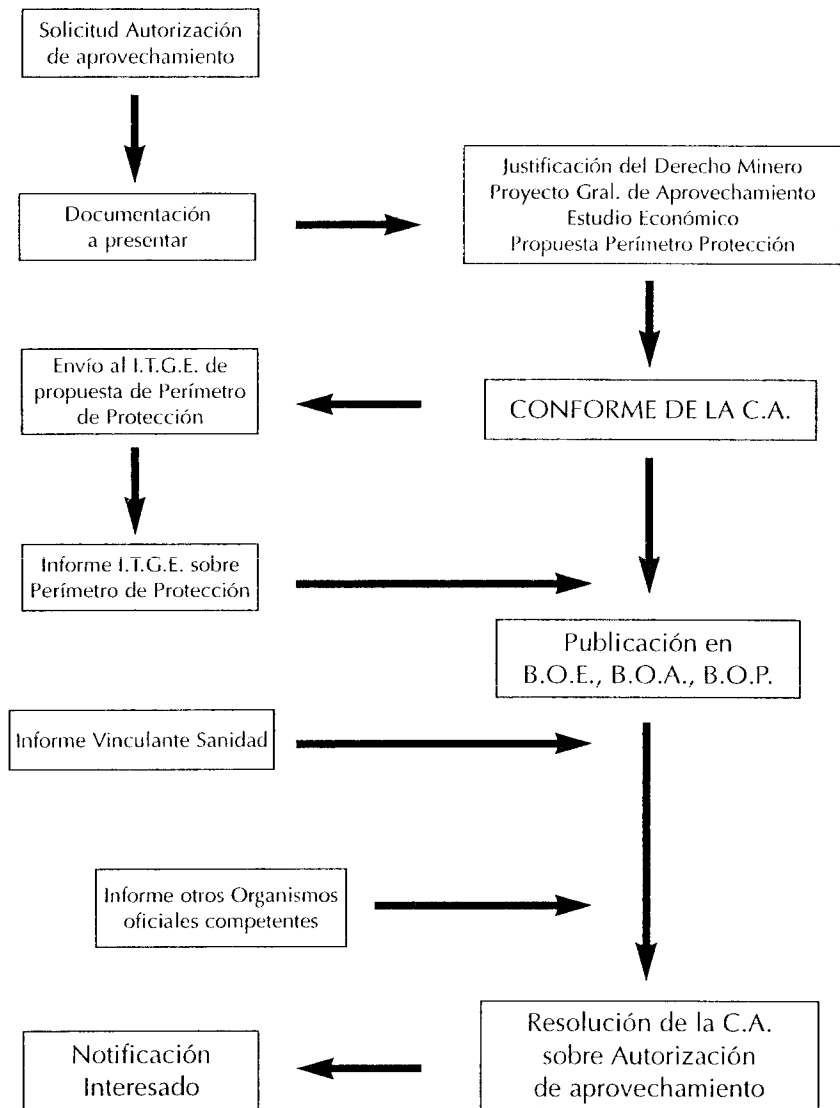 Solicitud Autorización
de aprovechamiento
Documentación
a presentar
Justificación del Derecho Minero
Proyecto Gral. de Aprovechamiento
Estudio Económico
Propuesta Perímetro Protección
Envío al I.T.G.E. de
propuesta de Perímetro
de Protección
CONFORME DE LA C.A.
Informe I.T.G.E. sobre
Perímetro de Protección
Publicación en
B.O.E., B.O.A., B.O.P.
Informe Vinculante Sanidad
Informe otros Organismos
oficiales competentes
Resolución de la C.A.
sobre Autorización
de aprovechamiento
Notificación
Interesado